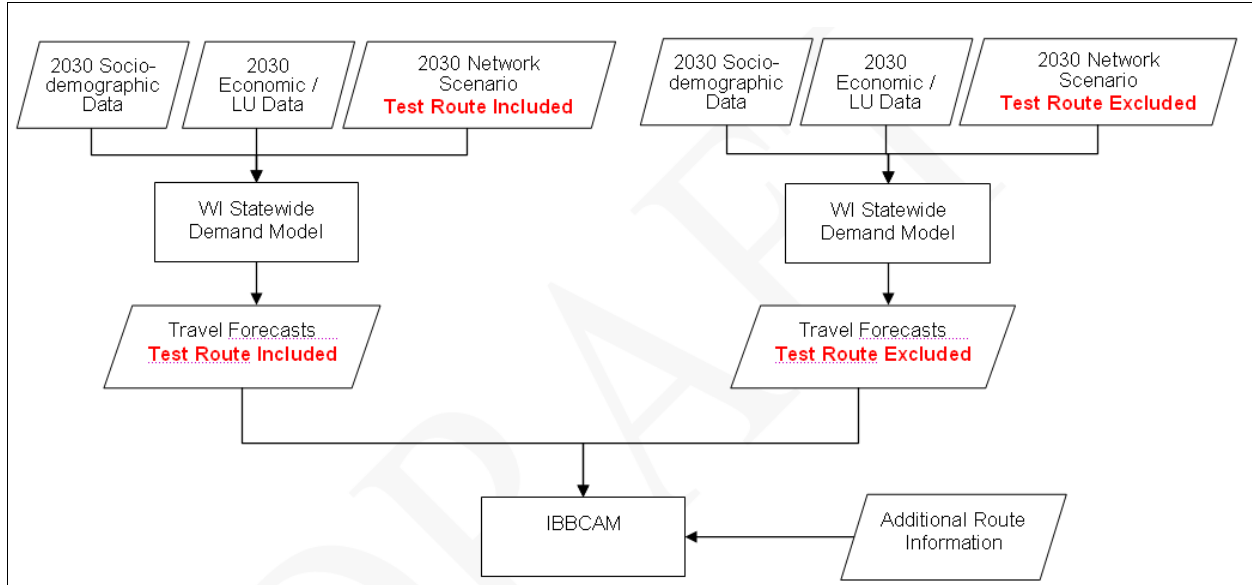 2030 Socio-
demographic
Data
2030
Economic /
LU Data
2030 Network
Scenario
Test Route Included
2030 Socio-
demographic
Data
2030
Economic /
LU Data
2030 Network
Scenario
Test Route Excluded
WI Statewide
Demand Model
WI Statewide
Demand Model
Travel Forecasts
Test Route Included
Travel Forecasts
Test Route Excluded
IBBCAM
Additional Route
Information
DRAFT